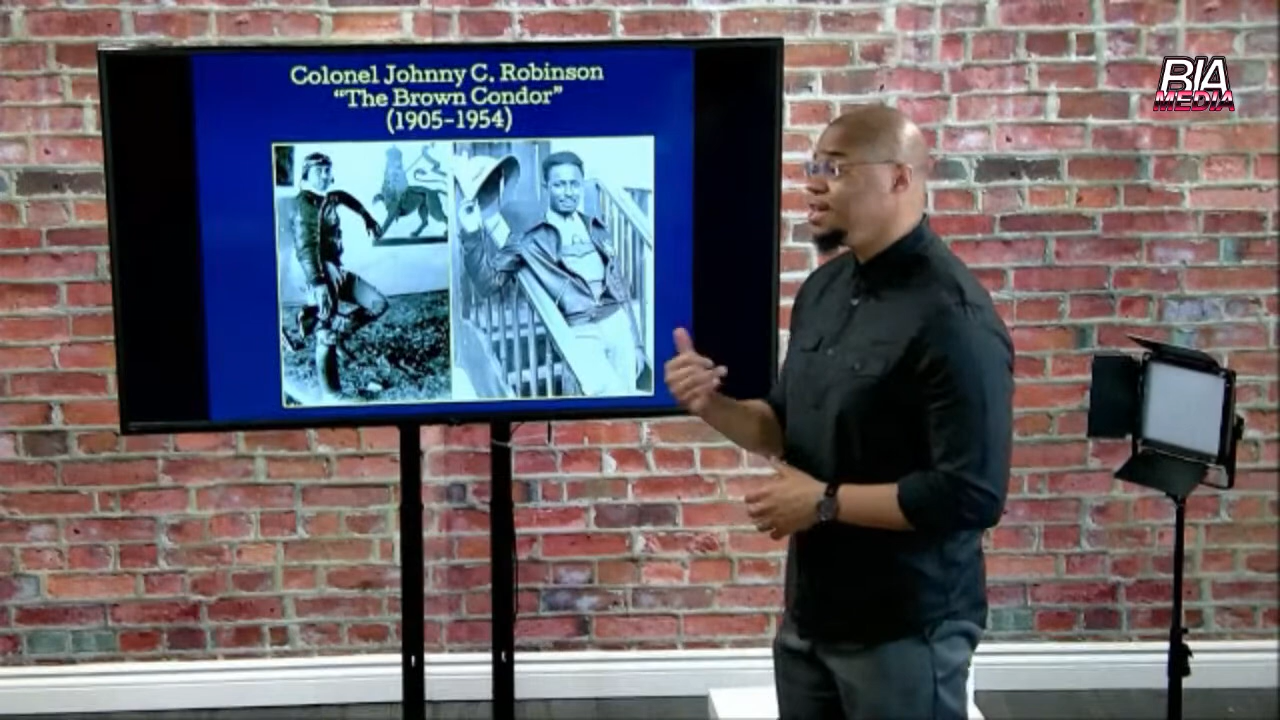 Colonel Johnny C. Robinson
“The Brown Condor”
(1905-1954)
BIA
MEDIA